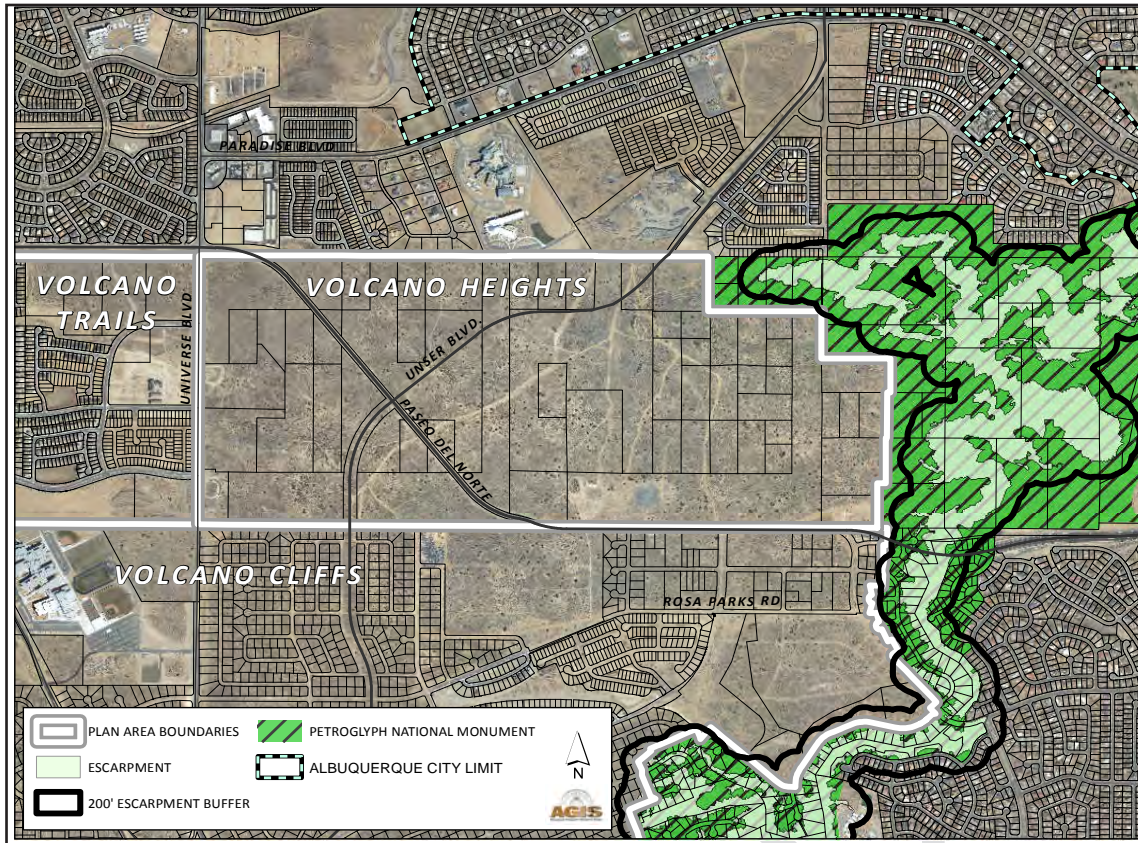 PARADISE BLVD
VOLCANO
TRAILS
UNIVERSE BLVD
VOLCANO HEIGHTS
UNSER BLVD.
PASEO DEL NORTE
VOLCANO CLIFFS
ROSA PARKS RD
PLAN AREA BOUNDARIES
PETROGLYPH NATIONAL MONUMENT
ESCARPMENT
ALBUQUERQUE CITY LIMIT
200' ESCARPMENT BUFFER
N
AGIS